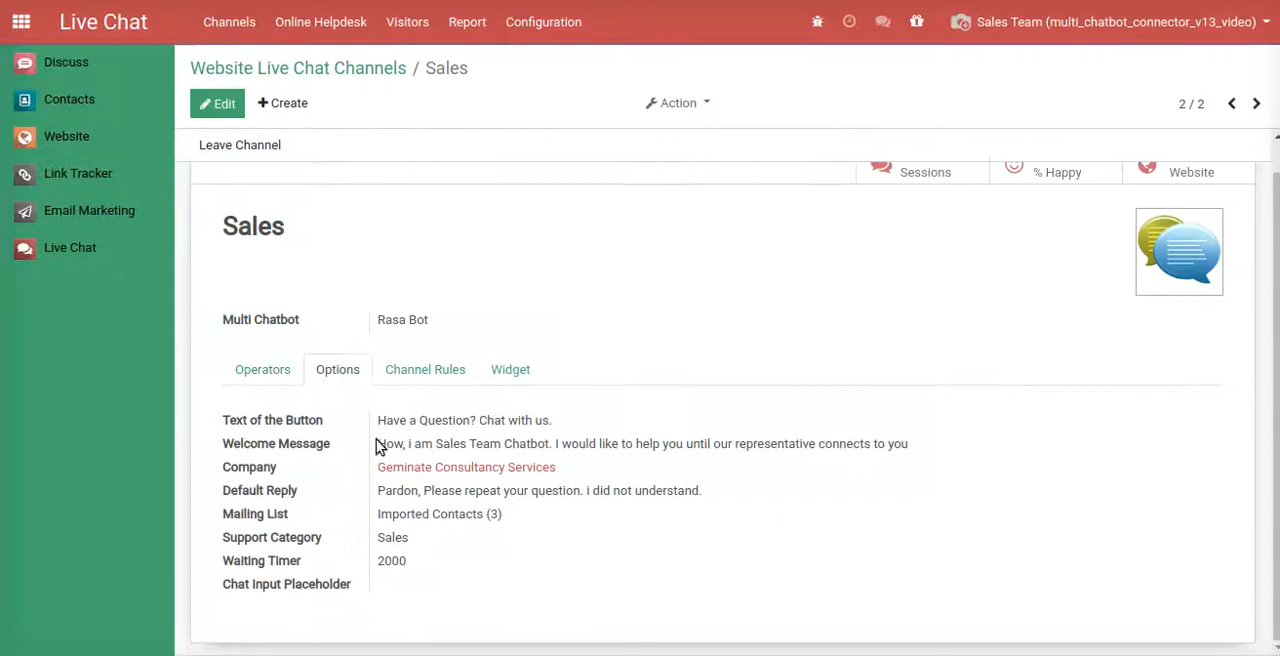 Live Chat Channels Online Helpdesk Visitors Report Configuration Sales Team (multi_chatbot_connector_v13_video)
Discuss
Contacts
Website
Link Tracker
Email Marketing
Live Chat
Website Live Chat Channels / Sales
Edit + Create Action 2 / 2
Leave Channel
Sessions % Happy Website
Sales
Multi Chatbot Rasa Bot
Operators Options Channel Rules Widget
Text of the Button Have a Question? Chat with us.
Welcome Message i am Sales Team Chatbot. I would like to help you until our representative connects to you
Company Geminate Consultancy Services
Default Reply Pardon, Please repeat your question. i did not understand.
Mailing List Imported Contacts (3)
Support Category Sales
Waiting Timer 2000
Chat Input Placeholder